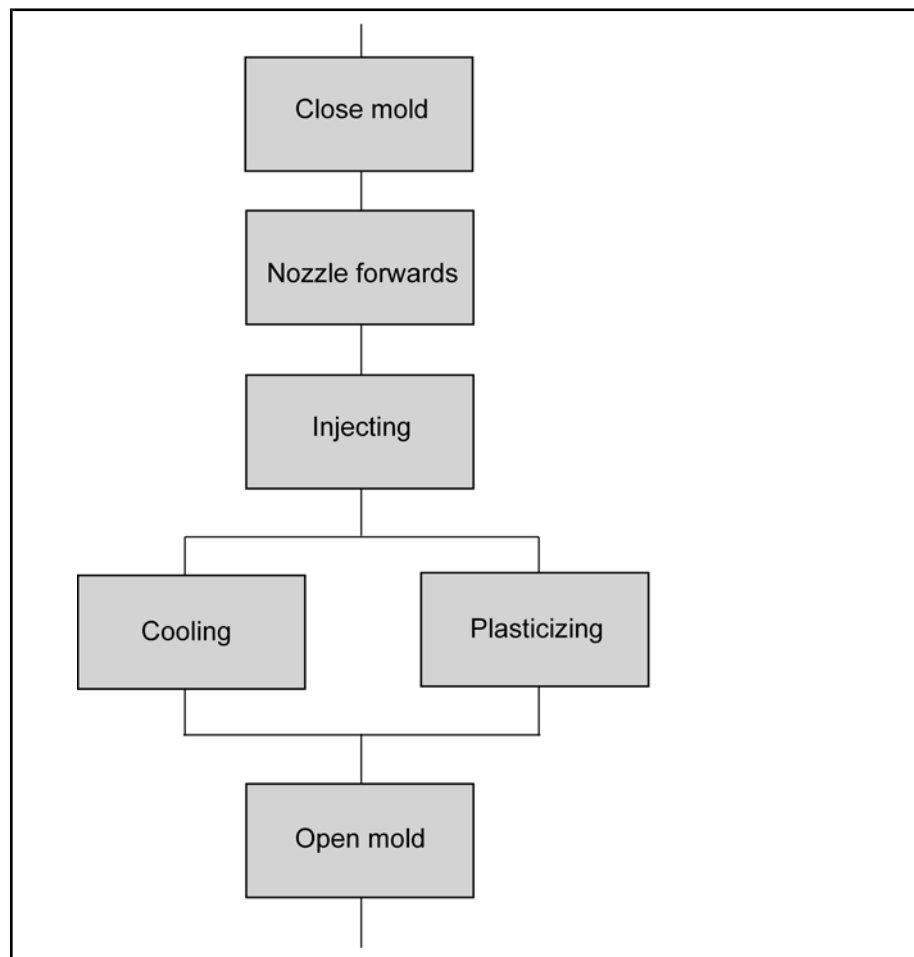 Close mold
Nozzle forwards
Injecting
Cooling
Plasticizing
Open mold